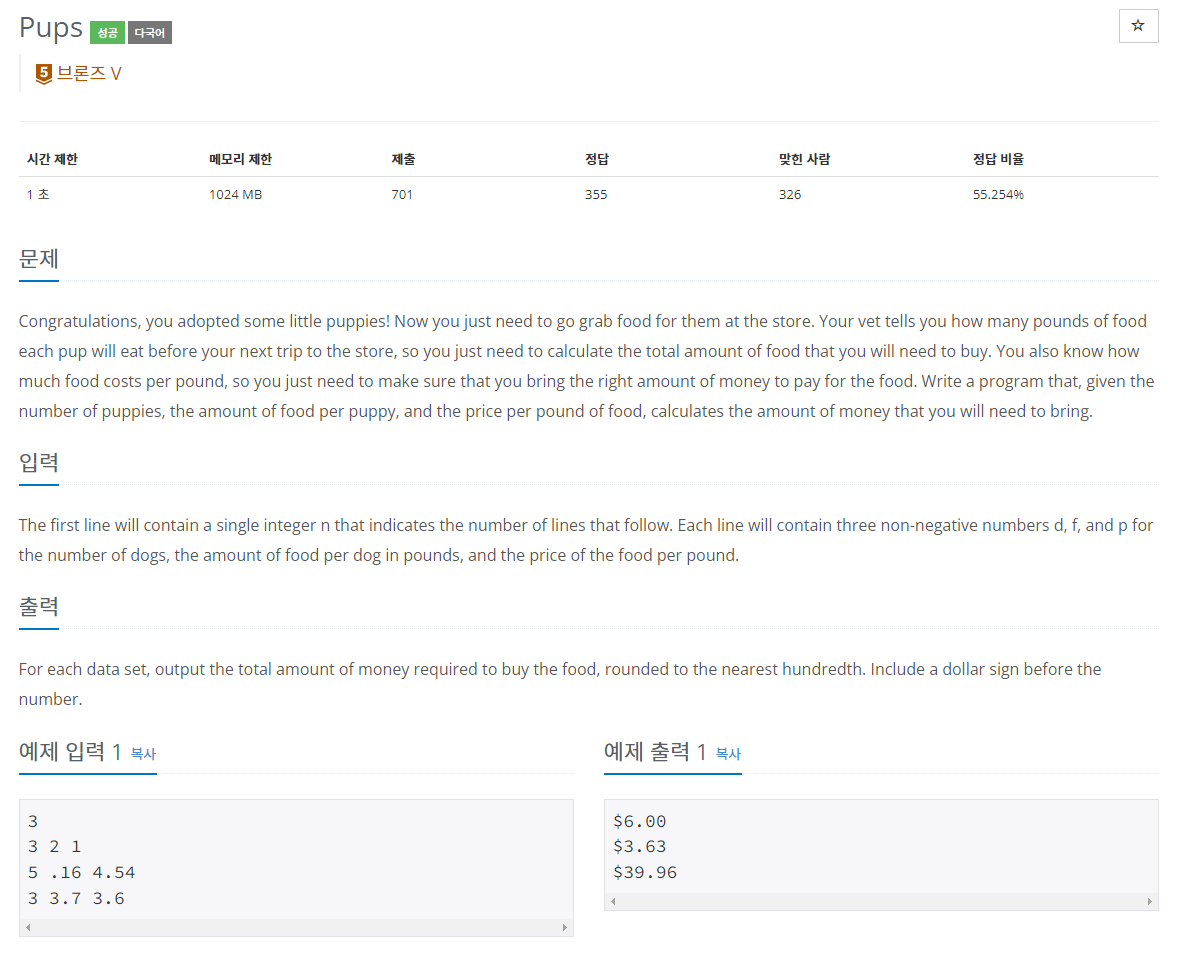 Pups 성공 다국어
☆
5 브론즈 V
시간 제한 메모리 제한 제출 정답 맞힌 사람 정답 비율
1 초 1024 MB 701 355 326 55.254%
문제
Congratulations, you adopted some little puppies! Now you just need to go grab food for them at the store. Your vet tells you how many pounds of food
each pup will eat before your next trip to the store, so you just need to calculate the total amount of food that you will need to buy. You also know how
much food costs per pound, so you just need to make sure that you bring the right amount of money to pay for the food. Write a program that, given the
number of puppies, the amount of food per puppy, and the price per pound of food, calculates the amount of money that you will need to bring.
입력
The first line will contain a single integer n that indicates the number of lines that follow. Each line will contain three non-negative numbers d, f, and p for
the number of dogs, the amount of food per dog in pounds, and the price of the food per pound.
출력
For each data set, output the total amount of money required to buy the food, rounded to the nearest hundredth. Include a dollar sign before the
number.
예제 입력 1 복사
3
3 2 1
5 .16 4.54
3 3.7 3.6
예제 출력 1 복사
$6.00
$3.63
$39.96